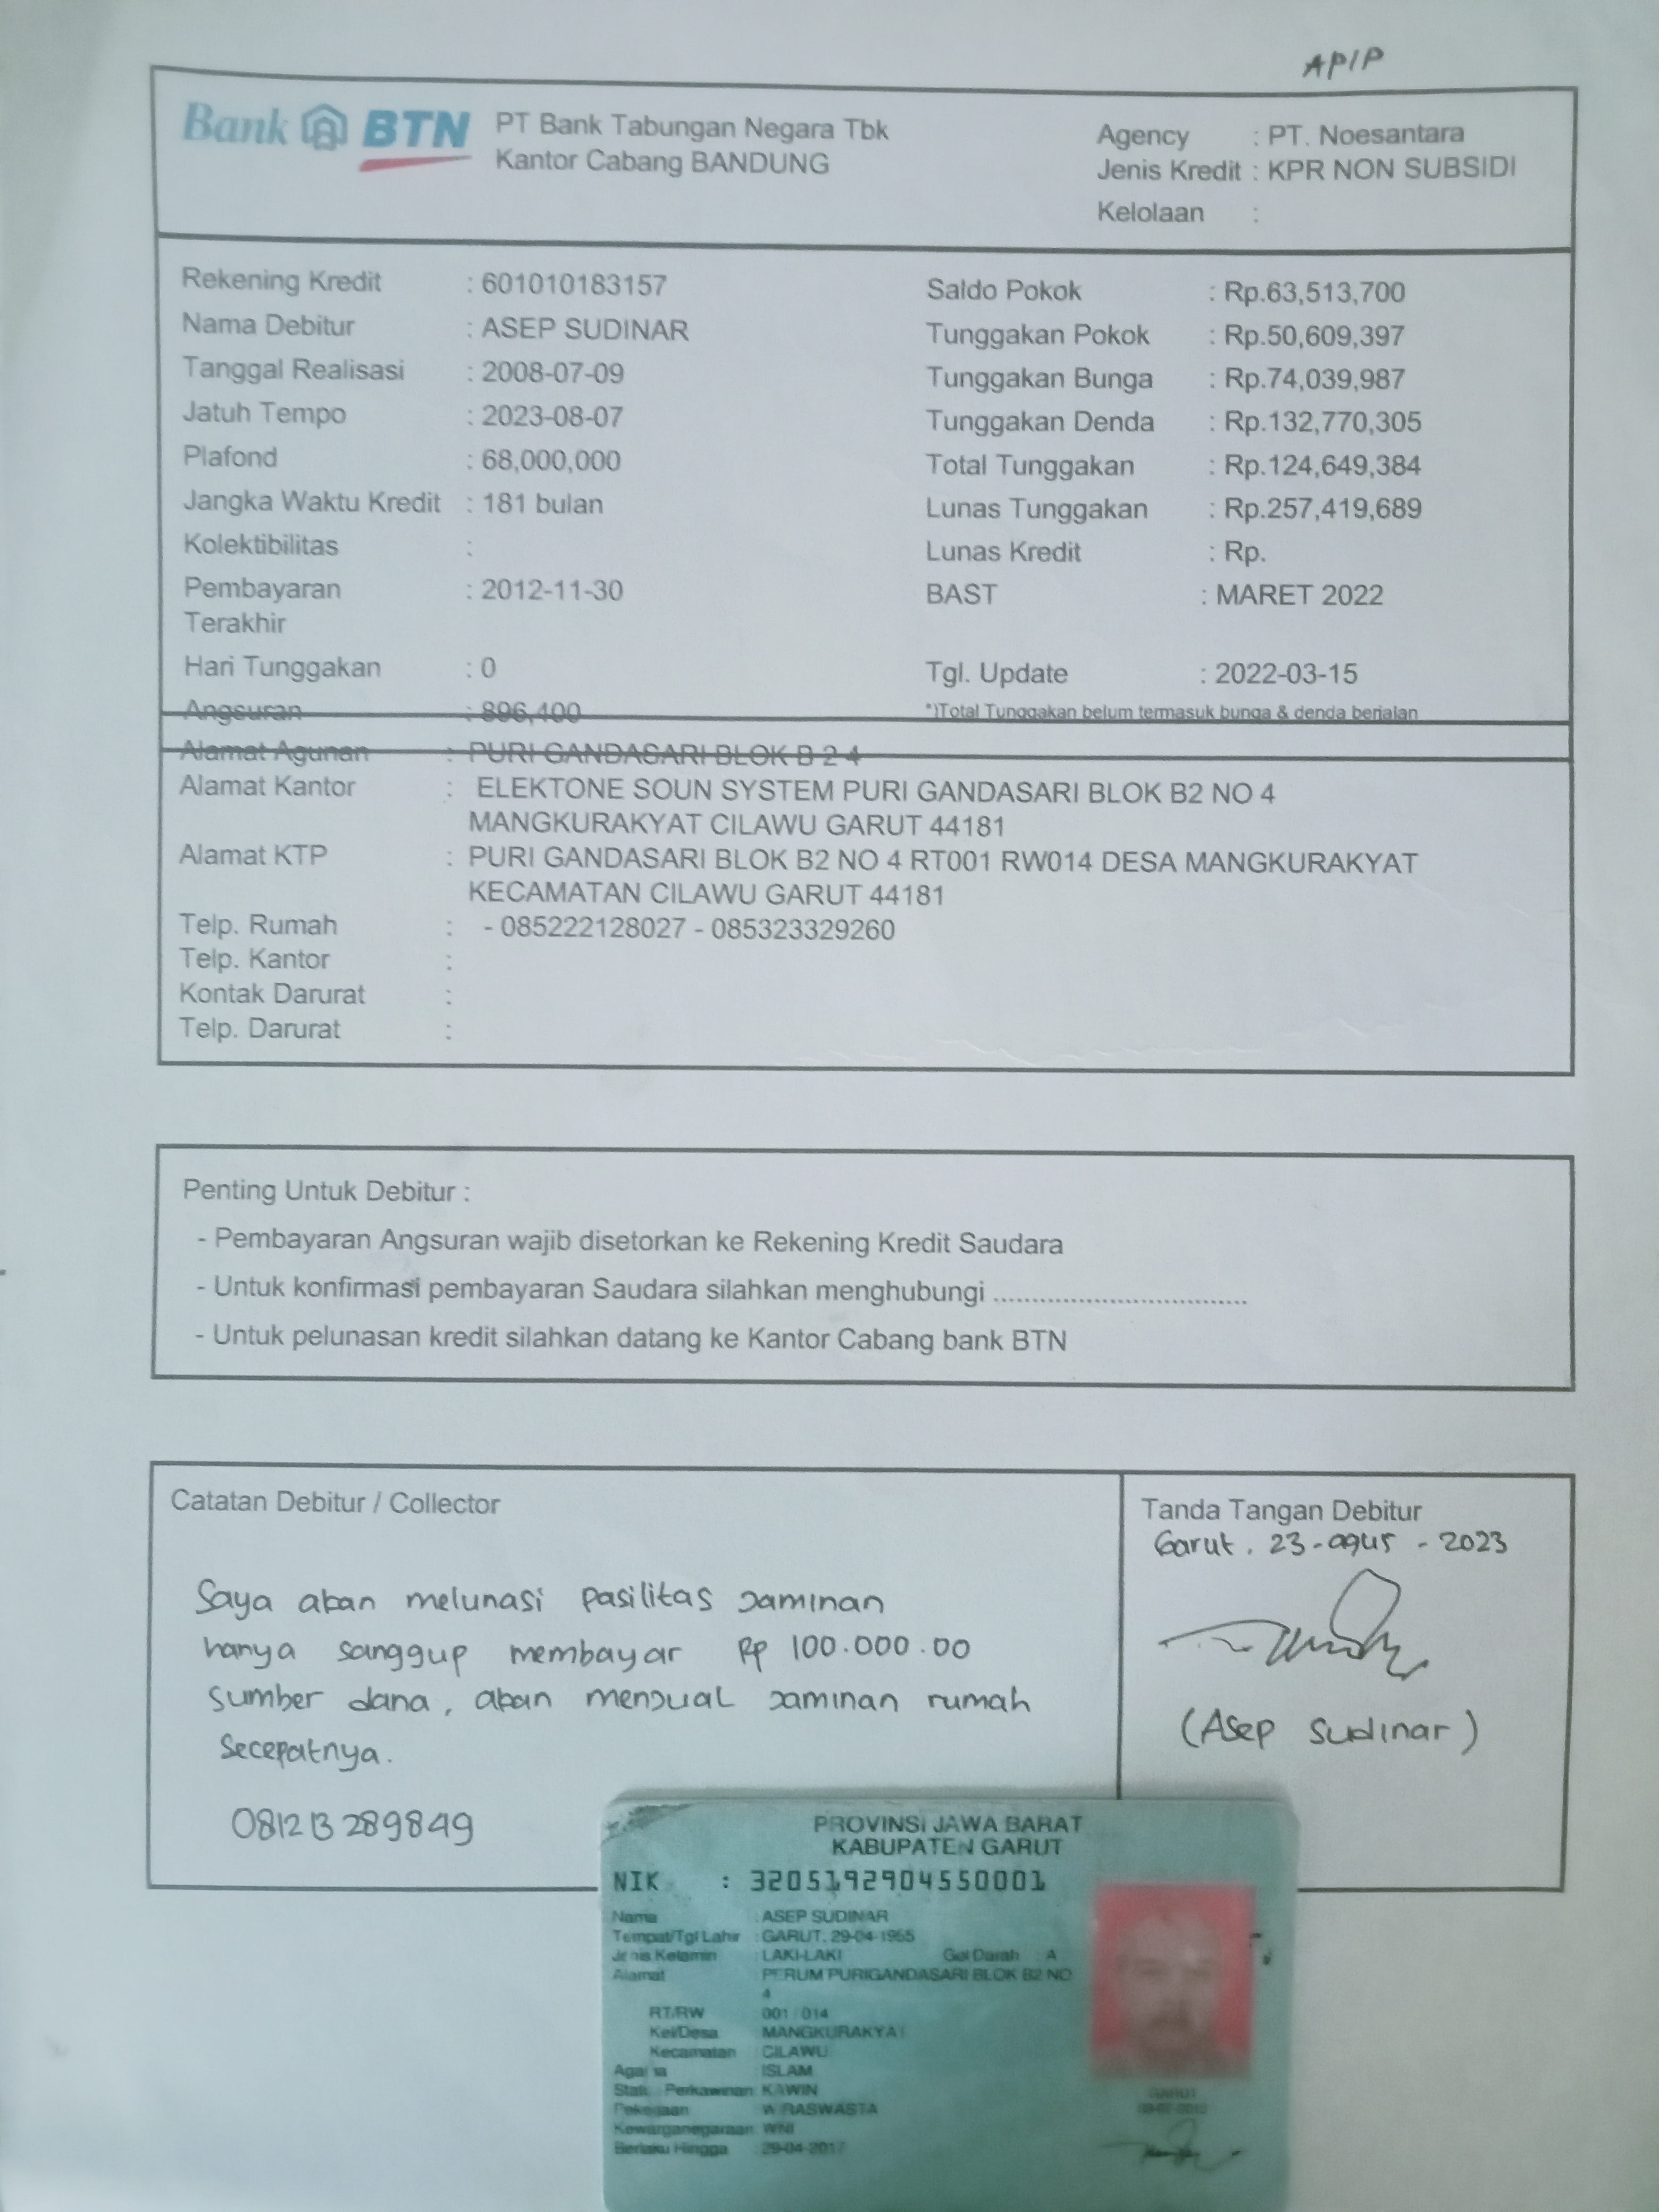 APIP
Bank BTN PT Bank Tabungan Negara Tbk
Kantor Cabang BANDUNG
Agency : PT. Noesantara
Jenis Kredit : KPR NON SUBSIDI
Kelolaan :
Rekening Kredit : 601010183157
Nama Debitur : ASEP SUDINAR
Tanggal Realisasi : 2008-07-09
Jatuh Tempo : 2023-08-07
Plafond : 68,000,000
Jangka Waktu Kredit : 181 bulan
Kolektibilitas :
Pembayaran : 2012-11-30
Terakhir
Hari Tunggakan : 0
Angsuran : 896,400
Saldo Pokok : Rp.63,513,700
Tunggakan Pokok : Rp.50,609,397
Tunggakan Bunga : Rp.74,039,987
Tunggakan Denda : Rp.132,770,305
Total Tunggakan : Rp.124,649,384
Lunas Tunggakan : Rp.257,419,689
Lunas Kredit : Rp.
BAST : MARET 2022
Tgl. Update : 2022-03-15
*)Total Tunggakan belum termasuk bunga & denda berjalan
Alamat Agunan : PURI GANDASARI BLOK B 2 4
Alamat Kantor : ELEKTONE SOUN SYSTEM PURI GANDASARI BLOK B2 NO 4
MANGKURAKYAT CILAWU GARUT 44181
Alamat KTP : PURI GANDASARI BLOK B2 NO 4 RT001 RW014 DESA MANGKURAKYAT
KECAMATAN CILAWU GARUT 44181
Telp. Rumah : - 085222128027 - 085323329260
Telp. Kantor :
Kontak Darurat :
Telp. Darurat :
Penting Untuk Debitur :
- Pembayaran Angsuran wajib disetorkan ke Rekening Kredit Saudara
- Untuk konfirmasi pembayaran Saudara silahkan menghubungi .................................
- Untuk pelunasan kredit silahkan datang ke Kantor Cabang bank BTN
Catatan Debitur / Collector
Saya akan melunasi pasilitas jaminan
hanya sanggup membayar Rp 100.000.00
sumber dana, akan menjual jaminan rumah
secepatnya.
081213289849
Tanda Tangan Debitur
Garut. 23-agus - 2023
(Asep Sudinar)
PROVINSI JAWA BARAT
KABUPATEN GARUT
NIK : 3205192904550001
Nama : ASEP SUDINAR
Tempat/Tgl Lahir : GARUT, 29-04-1955
Jenis Kelamin : LAKI-LAKI Gol Darah : A
Alamat : PERUM PURIGANDASARI BLOK B2 NO
4
RT/RW : 001/014
Kel/Desa : MANGKURAKYAT
Kecamatan : CILAWU
Agama : ISLAM
Status Perkawinan: KAWIN
Pekerjaan : WIRASWASTA
Kewarganegaraan: WNI
Berlaku Hingga : 29-04-2017
GARUT